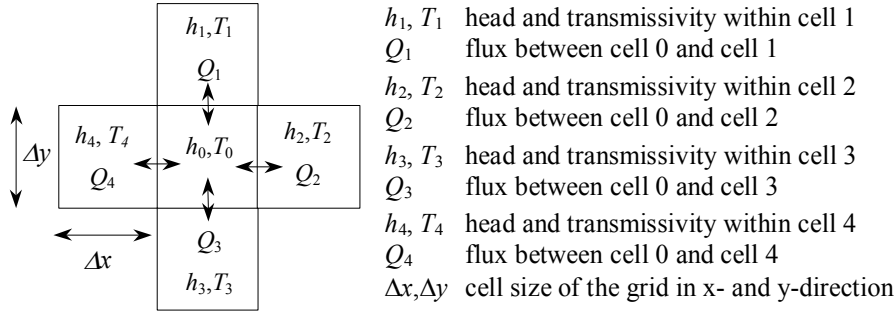 h₁,T₁
Q₁
h₄, T₄
Q₄
h₀,T₀
h₂,T₂
Q₂
Q₃
h₃,T₃
Δy
Δx
h₁, T₁ head and transmissivity within cell 1
Q₁ flux between cell 0 and cell 1
h₂, T₂ head and transmissivity within cell 2
Q₂ flux between cell 0 and cell 2
h₃, T₃ head and transmissivity within cell 3
Q₃ flux between cell 0 and cell 3
h₄, T₄ head and transmissivity within cell 4
Q₄ flux between cell 0 and cell 4
Δx,Δy cell size of the grid in x- and y-direction